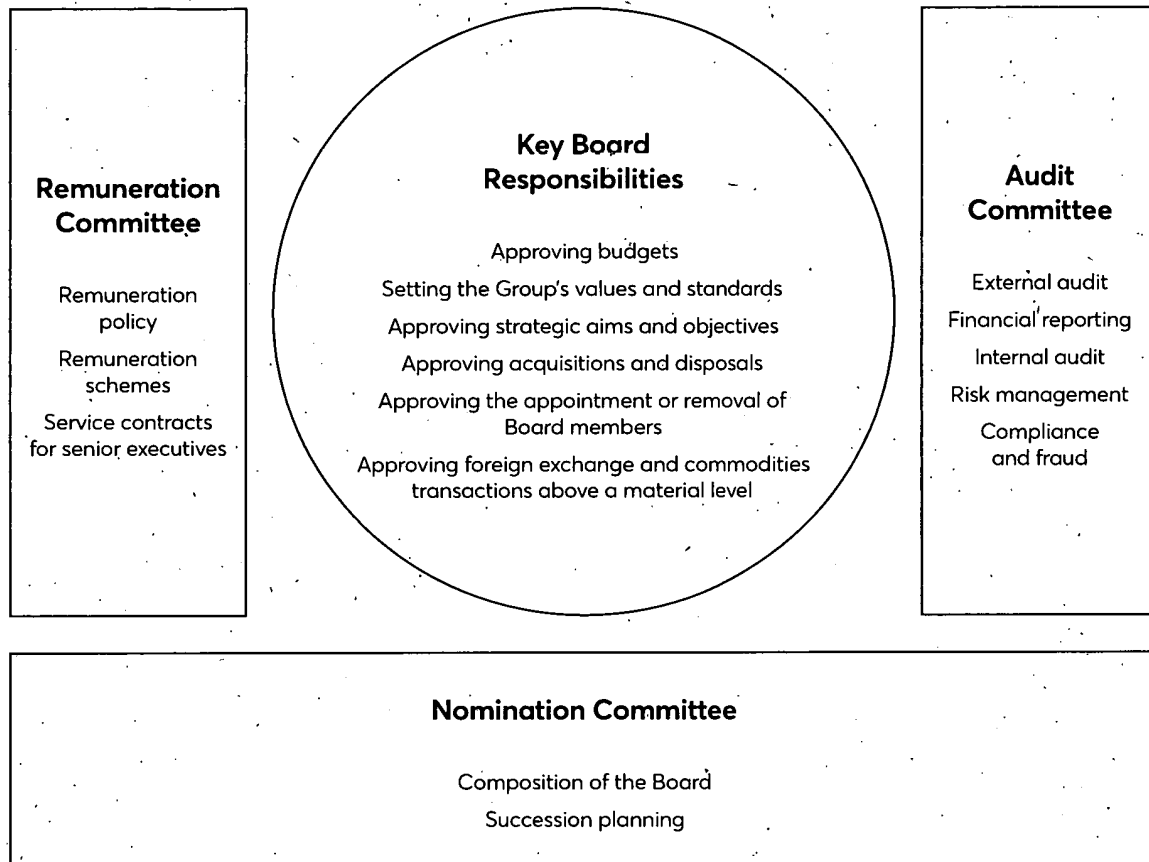 Remuneration
Committee
Remuneration
policy
Remuneration
schemes
Service contracts
for senior executives
Key Board
Responsibilities
Approving budgets
Setting the Group's values and standards
Approving strategic aims and objectives
Approving acquisitions and disposals
Approving the appointment or removal of
Board members
Approving foreign exchange and commodities
transactions above a material level
Audit
Committee
External audit
Financial reporting
Internal audit
Risk management
Compliance
and fraud
Nomination Committee
Composition of the Board
Succession planning